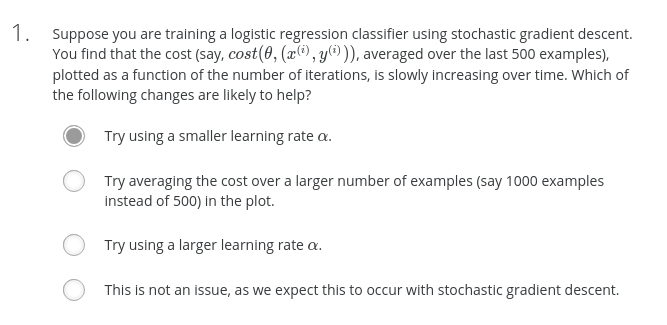 1. Suppose you are training a logistic regression classifier using stochastic gradient descent.
You find that the cost (say, cost(θ, (x^(i), y^(i))), averaged over the last 500 examples),
plotted as a function of the number of iterations, is slowly increasing over time. Which of
the following changes are likely to help?
Try using a smaller learning rate α.
Try averaging the cost over a larger number of examples (say 1000 examples
instead of 500) in the plot.
Try using a larger learning rate α.
This is not an issue, as we expect this to occur with stochastic gradient descent.